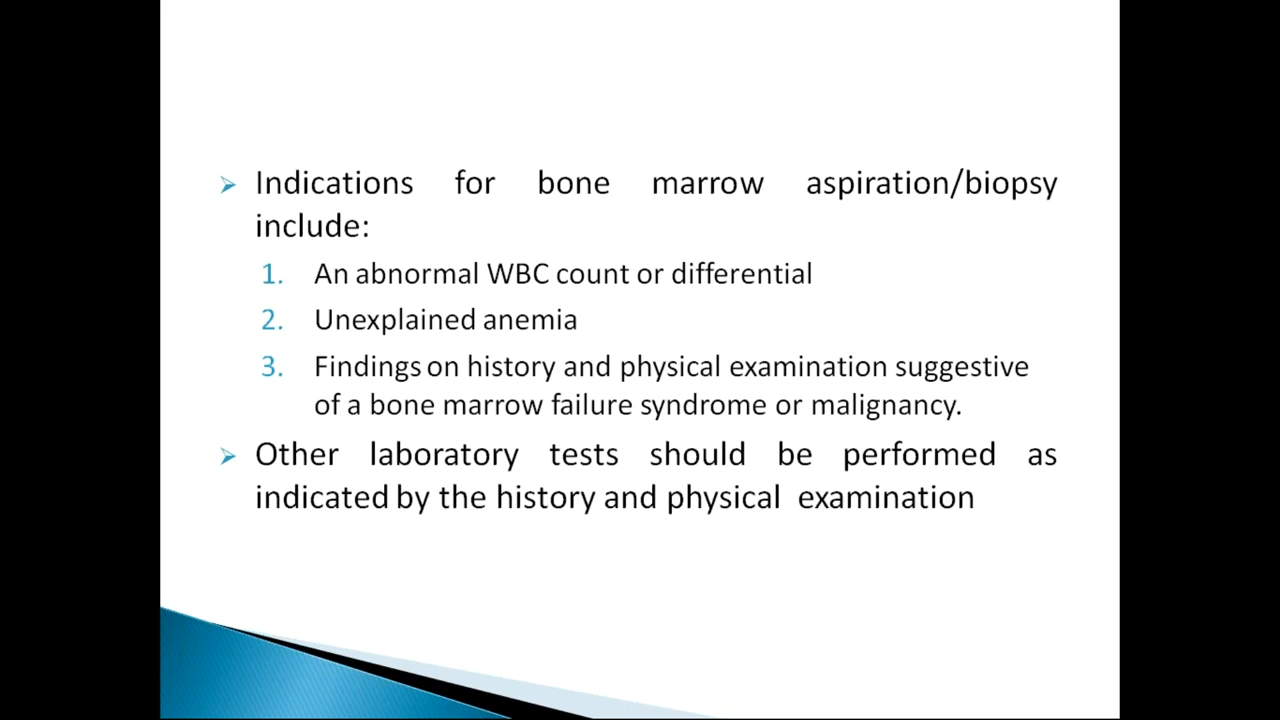 ➢ Indications for bone marrow aspiration/biopsy
include:
1. An abnormal WBC count or differential
2. Unexplained anemia
3. Findings on history and physical examination suggestive
of a bone marrow failure syndrome or malignancy.
➢ Other laboratory tests should be performed as
indicated by the history and physical examination